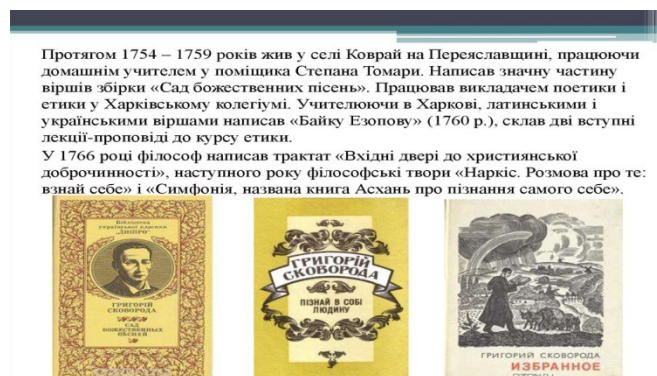 Протягом 1754 – 1759 років жив у селі Коврай на Переяславщині, працюючи
домашнім учителем у поміщика Степана Томари. Написав значну частину
віршів збірки «Сад божественних пісень». Працював викладачем поетики і
етики у Харківському колегіумі. Учителюючи в Харкові, латинськими і
українськими віршами написав «Байку Езопову» (1760 р.), склав дві вступні
лекції-проповіді до курсу етики.
У 1766 році філософ написав трактат «Вхідні двері до християнської
доброчинності», наступного року філософські твори «Наркіс. Розмова про те:
взнай себе» і «Симфонія, названа книга Асхань про пізнання самого себе».
Бібліотека
української класики
"ДНІПРО"
ГРИГОРІЙ
СКОВОРОДА
САД
БОЖЕСТВЕННЫХ
ПѢСНЕЙ
ГРИГОРІЙ
СКОВОРОДА
ПІЗНАЙ В СОБІ
ЛЮДИНУ
ГРИГОРИЙ СКОВОРОДА
ИЗБРАННОЕ